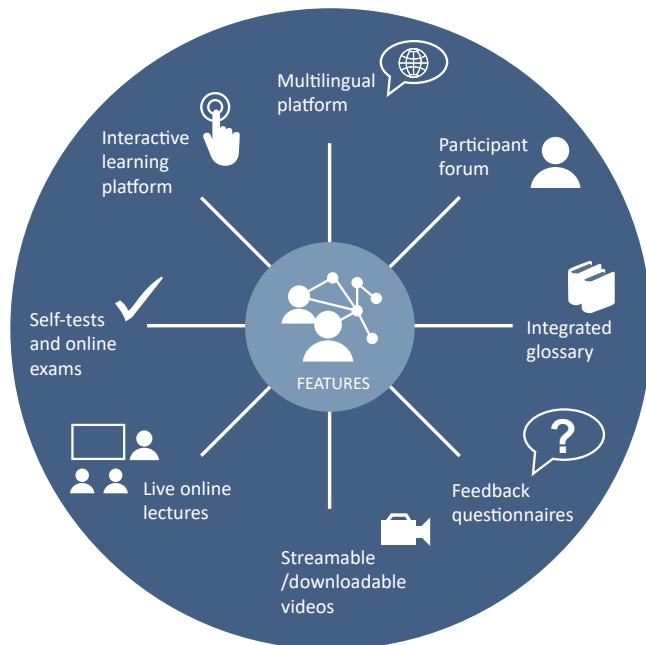 Multilingual
platform
Participant
forum
Integrated
glossary
?
Feedback
questionnaires
Streamable
/downloadable
videos
Live online
lectures
Self-tests
and online
exams
Interactive
learning
platform
FEATURES